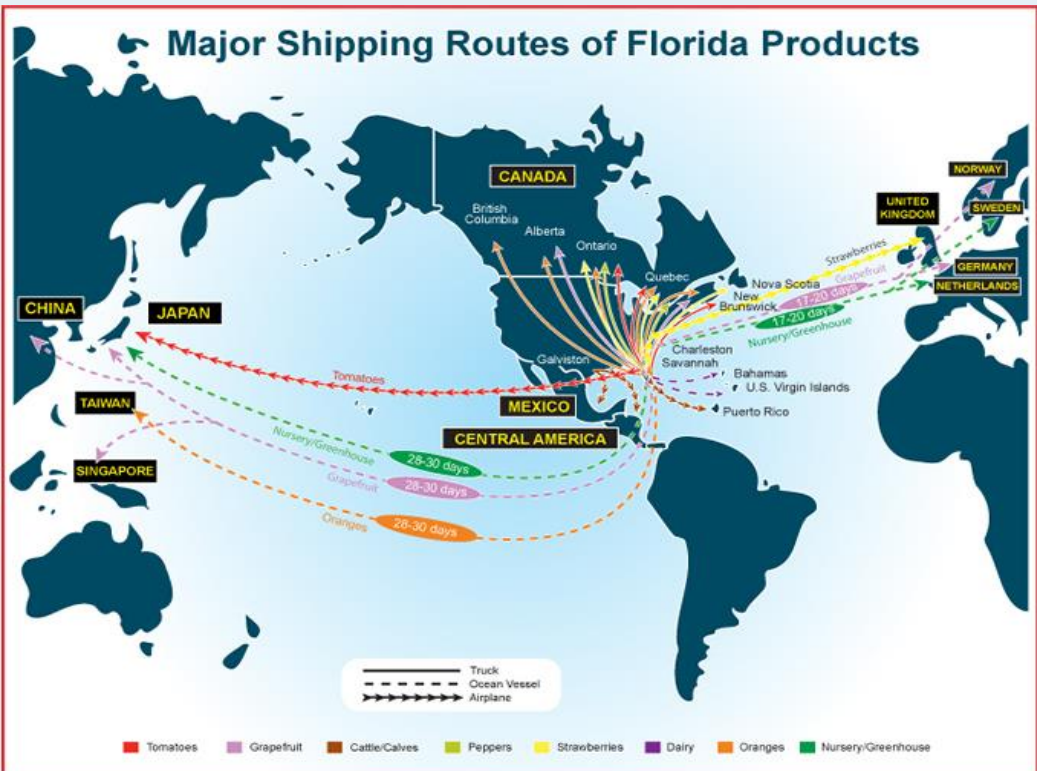 Major Shipping Routes of Florida Products
NORWAY
CANADA
UNITED
KINGDOM
SWEDEN
British
Columbia
Alberta
Ontario
Strawberries
Quebec
Grapefruit
GERMANY
Nova Scotia
NETHERLANDS
New
Brunswick
17-20 days
17-20 days
Nursery/Greenhouse
CHINA
JAPAN
Charleston
Savannah
Galviston
Bahamas
Tomatoes
U.S. Virgin Islands
TAIWAN
MEXICO
Puerto Rico
CENTRAL AMERICA
Nursery/Greenhouse
28-30 days
SINGAPORE
Grapefruit
28-30 days
Oranges
28-30 days
Truck
Ocean Vessel
Airplane
Tomatoes
Grapefruit
Cattle/Calves
Peppers
Strawberries
Dairy
Oranges
Nursery/Greenhouse